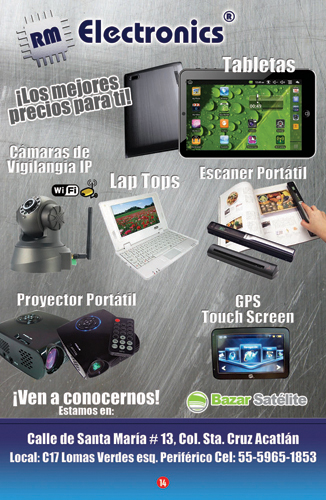 RM Electronics®
Tabletas
¡Los mejores
precios para ti!
Cámaras de
Vigilangia IP
Wi Fi
Lap Tops
Escaner Portátil
Proyector Portátil
GPS
Touch Screen
¡Ven a conocernos!
Estamos en:
Bazar Satélite
Calle de Santa María # 13, Col. Sta. Cruz Acatlán
Local: C17 Lomas Verdes esq. Periférico Cel: 55-5965-1853
14